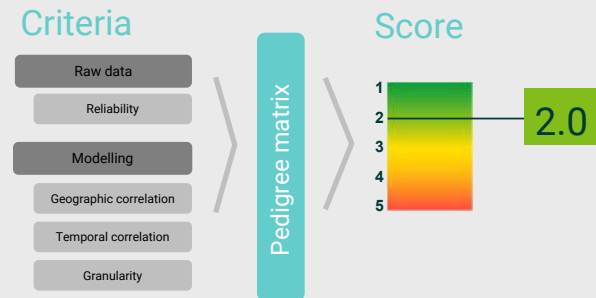 Criteria
Raw data
Reliability
Modelling
Geographic correlation
Temporal correlation
Granularity
Pedigree matrix
Score
1
2
3
4
5
2.0